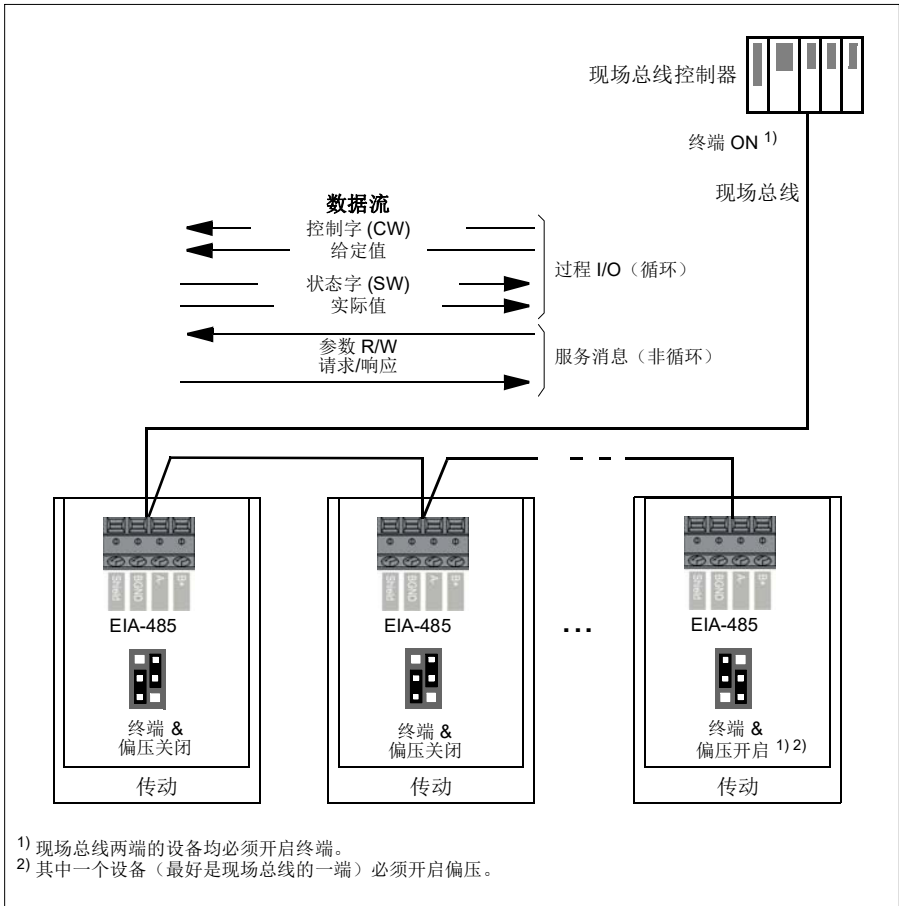 现场总线控制器
终端 ON 1)
现场总线
数据流
控制字 (CW)
给定值
过程 I/O（循环）
状态字 (SW)
实际值
参数 R/W
请求/响应
服务消息（非循环）
Shield BGND A- B+
Shield BGND A- B+
Shield BGND A- B+
EIA-485
EIA-485
...
EIA-485
终端 &
偏压关闭
终端 &
偏压关闭
终端 &
偏压开启 1) 2)
传动
传动
传动
1) 现场总线两端的设备均必须开启终端。
2) 其中一个设备（最好是现场总线的一端）必须开启偏压。